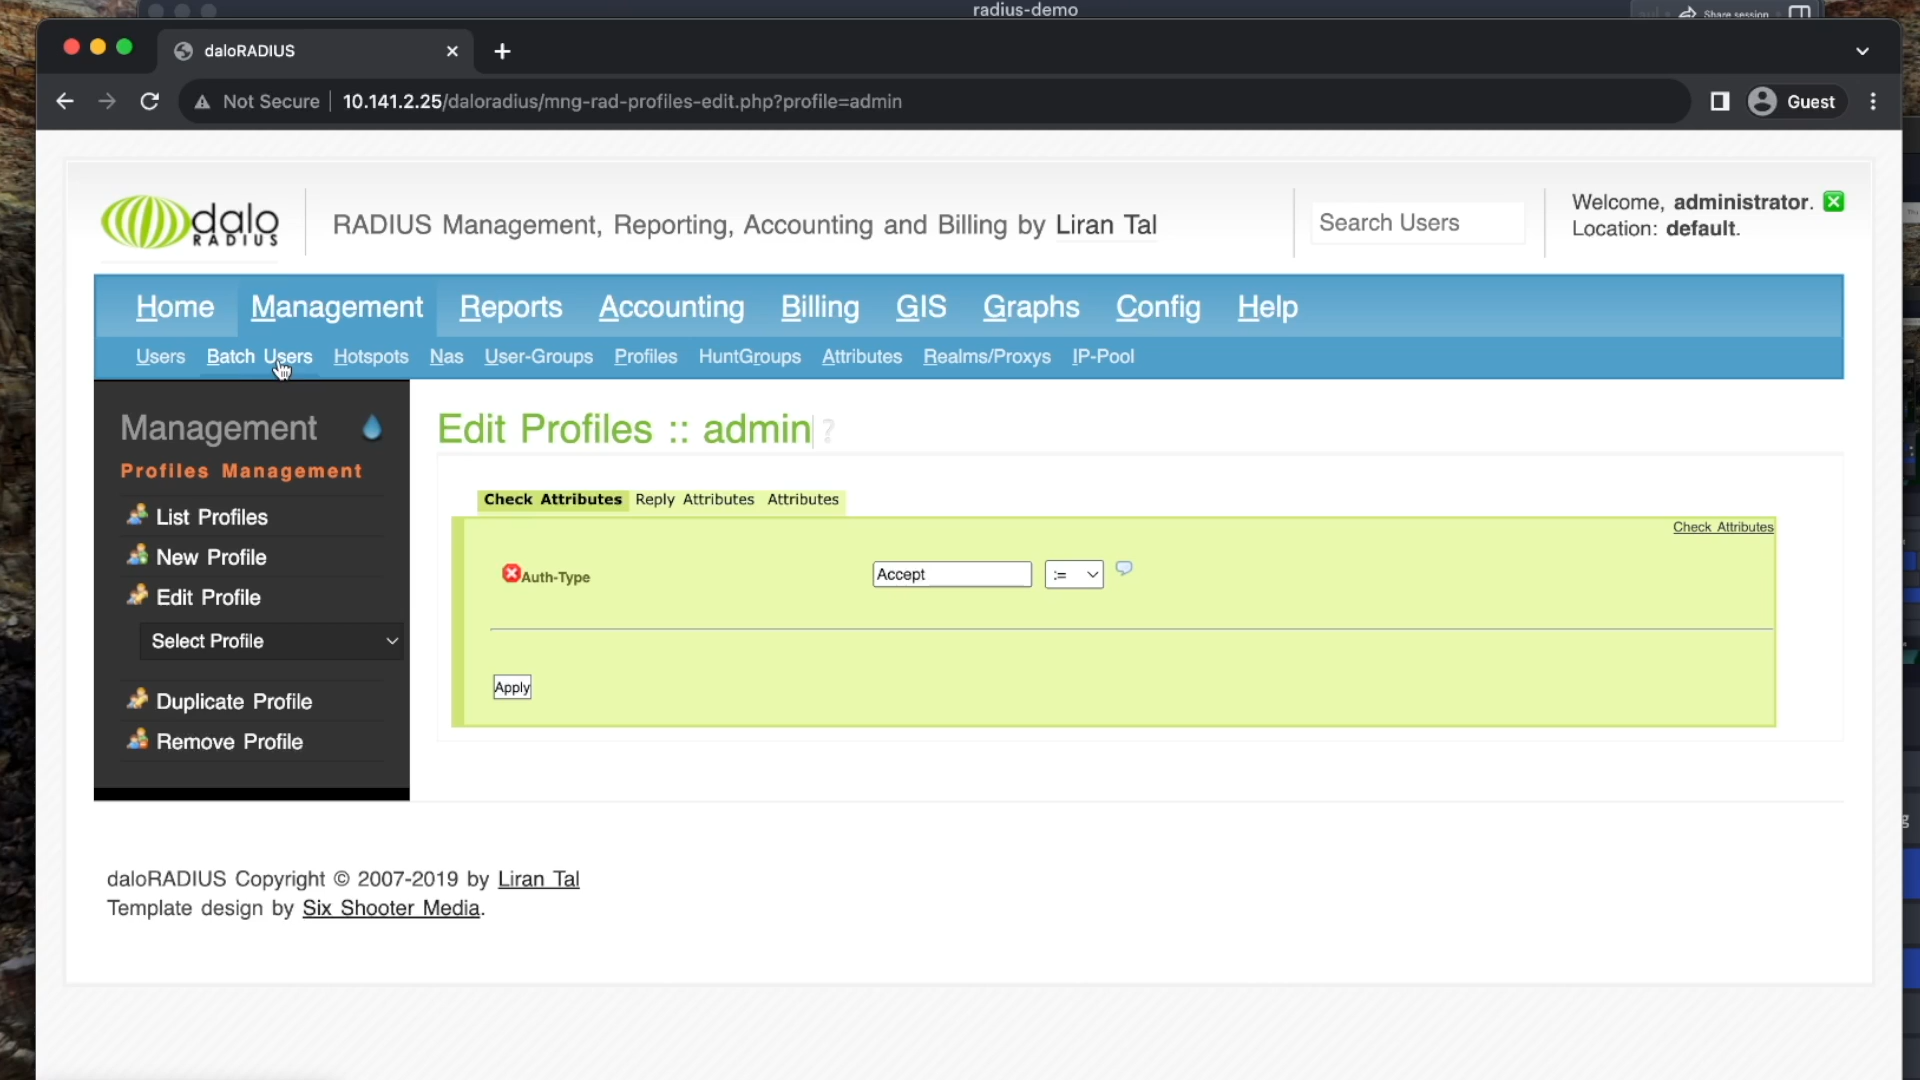 radius-demo
Share session
daloRADIUS
Not Secure 10.141.2.25/daloradius/mng-rad-profiles-edit.php?profile=admin Guest
dalo
RADIUS
RADIUS Management, Reporting, Accounting and Billing by Liran Tal
Search Users
Welcome, administrator.
Location: default.
Home Management Reports Accounting Billing GIS Graphs Config Help
Users Batch Users Hotspots Nas User-Groups Profiles HuntGroups Attributes Realms/Proxys IP-Pool
Management
Profiles Management
List Profiles
New Profile
Edit Profile
Select Profile
Duplicate Profile
Remove Profile
Edit Profiles :: admin ?
Check Attributes Reply Attributes Attributes
Check Attributes
Auth-Type Accept :=
Apply
daloRADIUS Copyright © 2007-2019 by Liran Tal
Template design by Six Shooter Media.